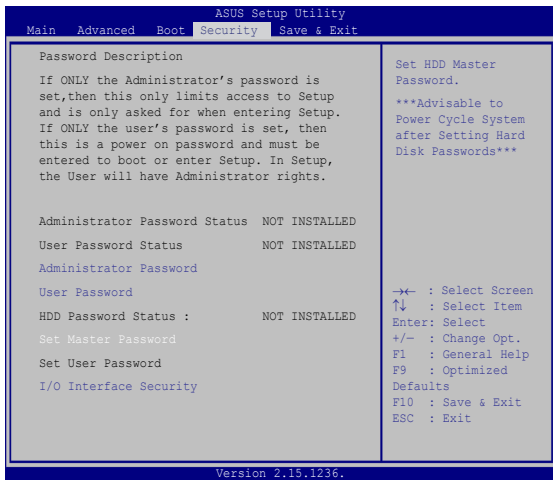 ASUS Setup Utility
Main Advanced Boot Security Save & Exit
Password Description
If ONLY the Administrator's password is
set,then this only limits access to Setup
and is only asked for when entering Setup.
If ONLY the user's password is set, then
this is a power on password and must be
entered to boot or enter Setup. In Setup,
the User will have Administrator rights.
Administrator Password Status NOT INSTALLED
User Password Status NOT INSTALLED
Administrator Password
User Password
HDD Password Status : NOT INSTALLED
Set Master Password
Set User Password
I/O Interface Security
Set HDD Master
Password.
***Advisable to
Power Cycle System
after Setting Hard
Disk Passwords***
→← : Select Screen
↑↓ : Select Item
Enter: Select
+/— : Change Opt.
F1 : General Help
F9 : Optimized
Defaults
F10 : Save & Exit
ESC : Exit
Version 2.15.1236.